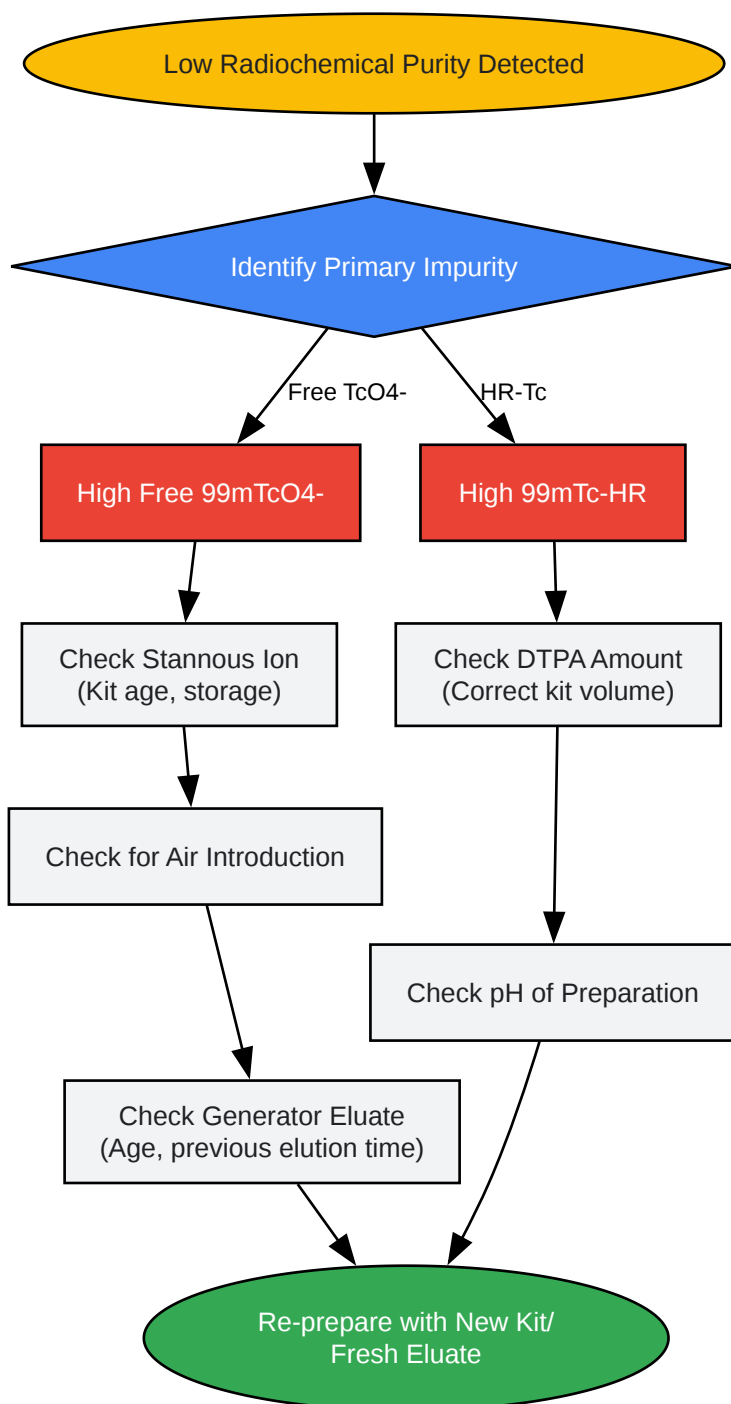 Low Radiochemical Purity Detected
Identify Primary Impurity
Free TcO4-
HR-Tc
High Free 99mTcO4-
High 99mTc-HR
Check Stannous Ion
(Kit age, storage)
Check DTPA Amount
(Correct kit volume)
Check for Air Introduction
Check pH of Preparation
Check Generator Eluate
(Age, previous elution time)
Re-prepare with New Kit/
Fresh Eluate